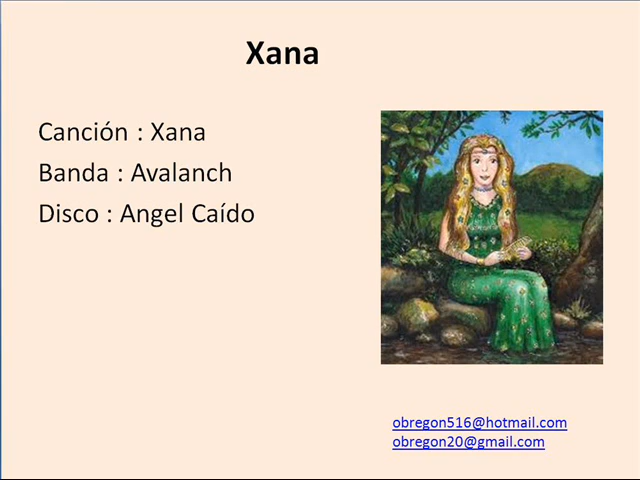 Xana
Canción : Xana
Banda : Avalanch
Disco : Angel Caído
obregon516@hotmail.com
obregon20@gmail.com